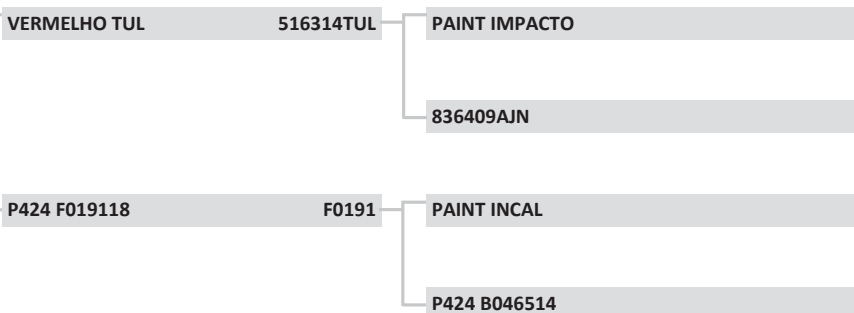 VERMELHO TUL 516314TUL PAINT IMPACTO
836409AJN
P424 F019118 F0191 PAINT INCAL
P424 B046514